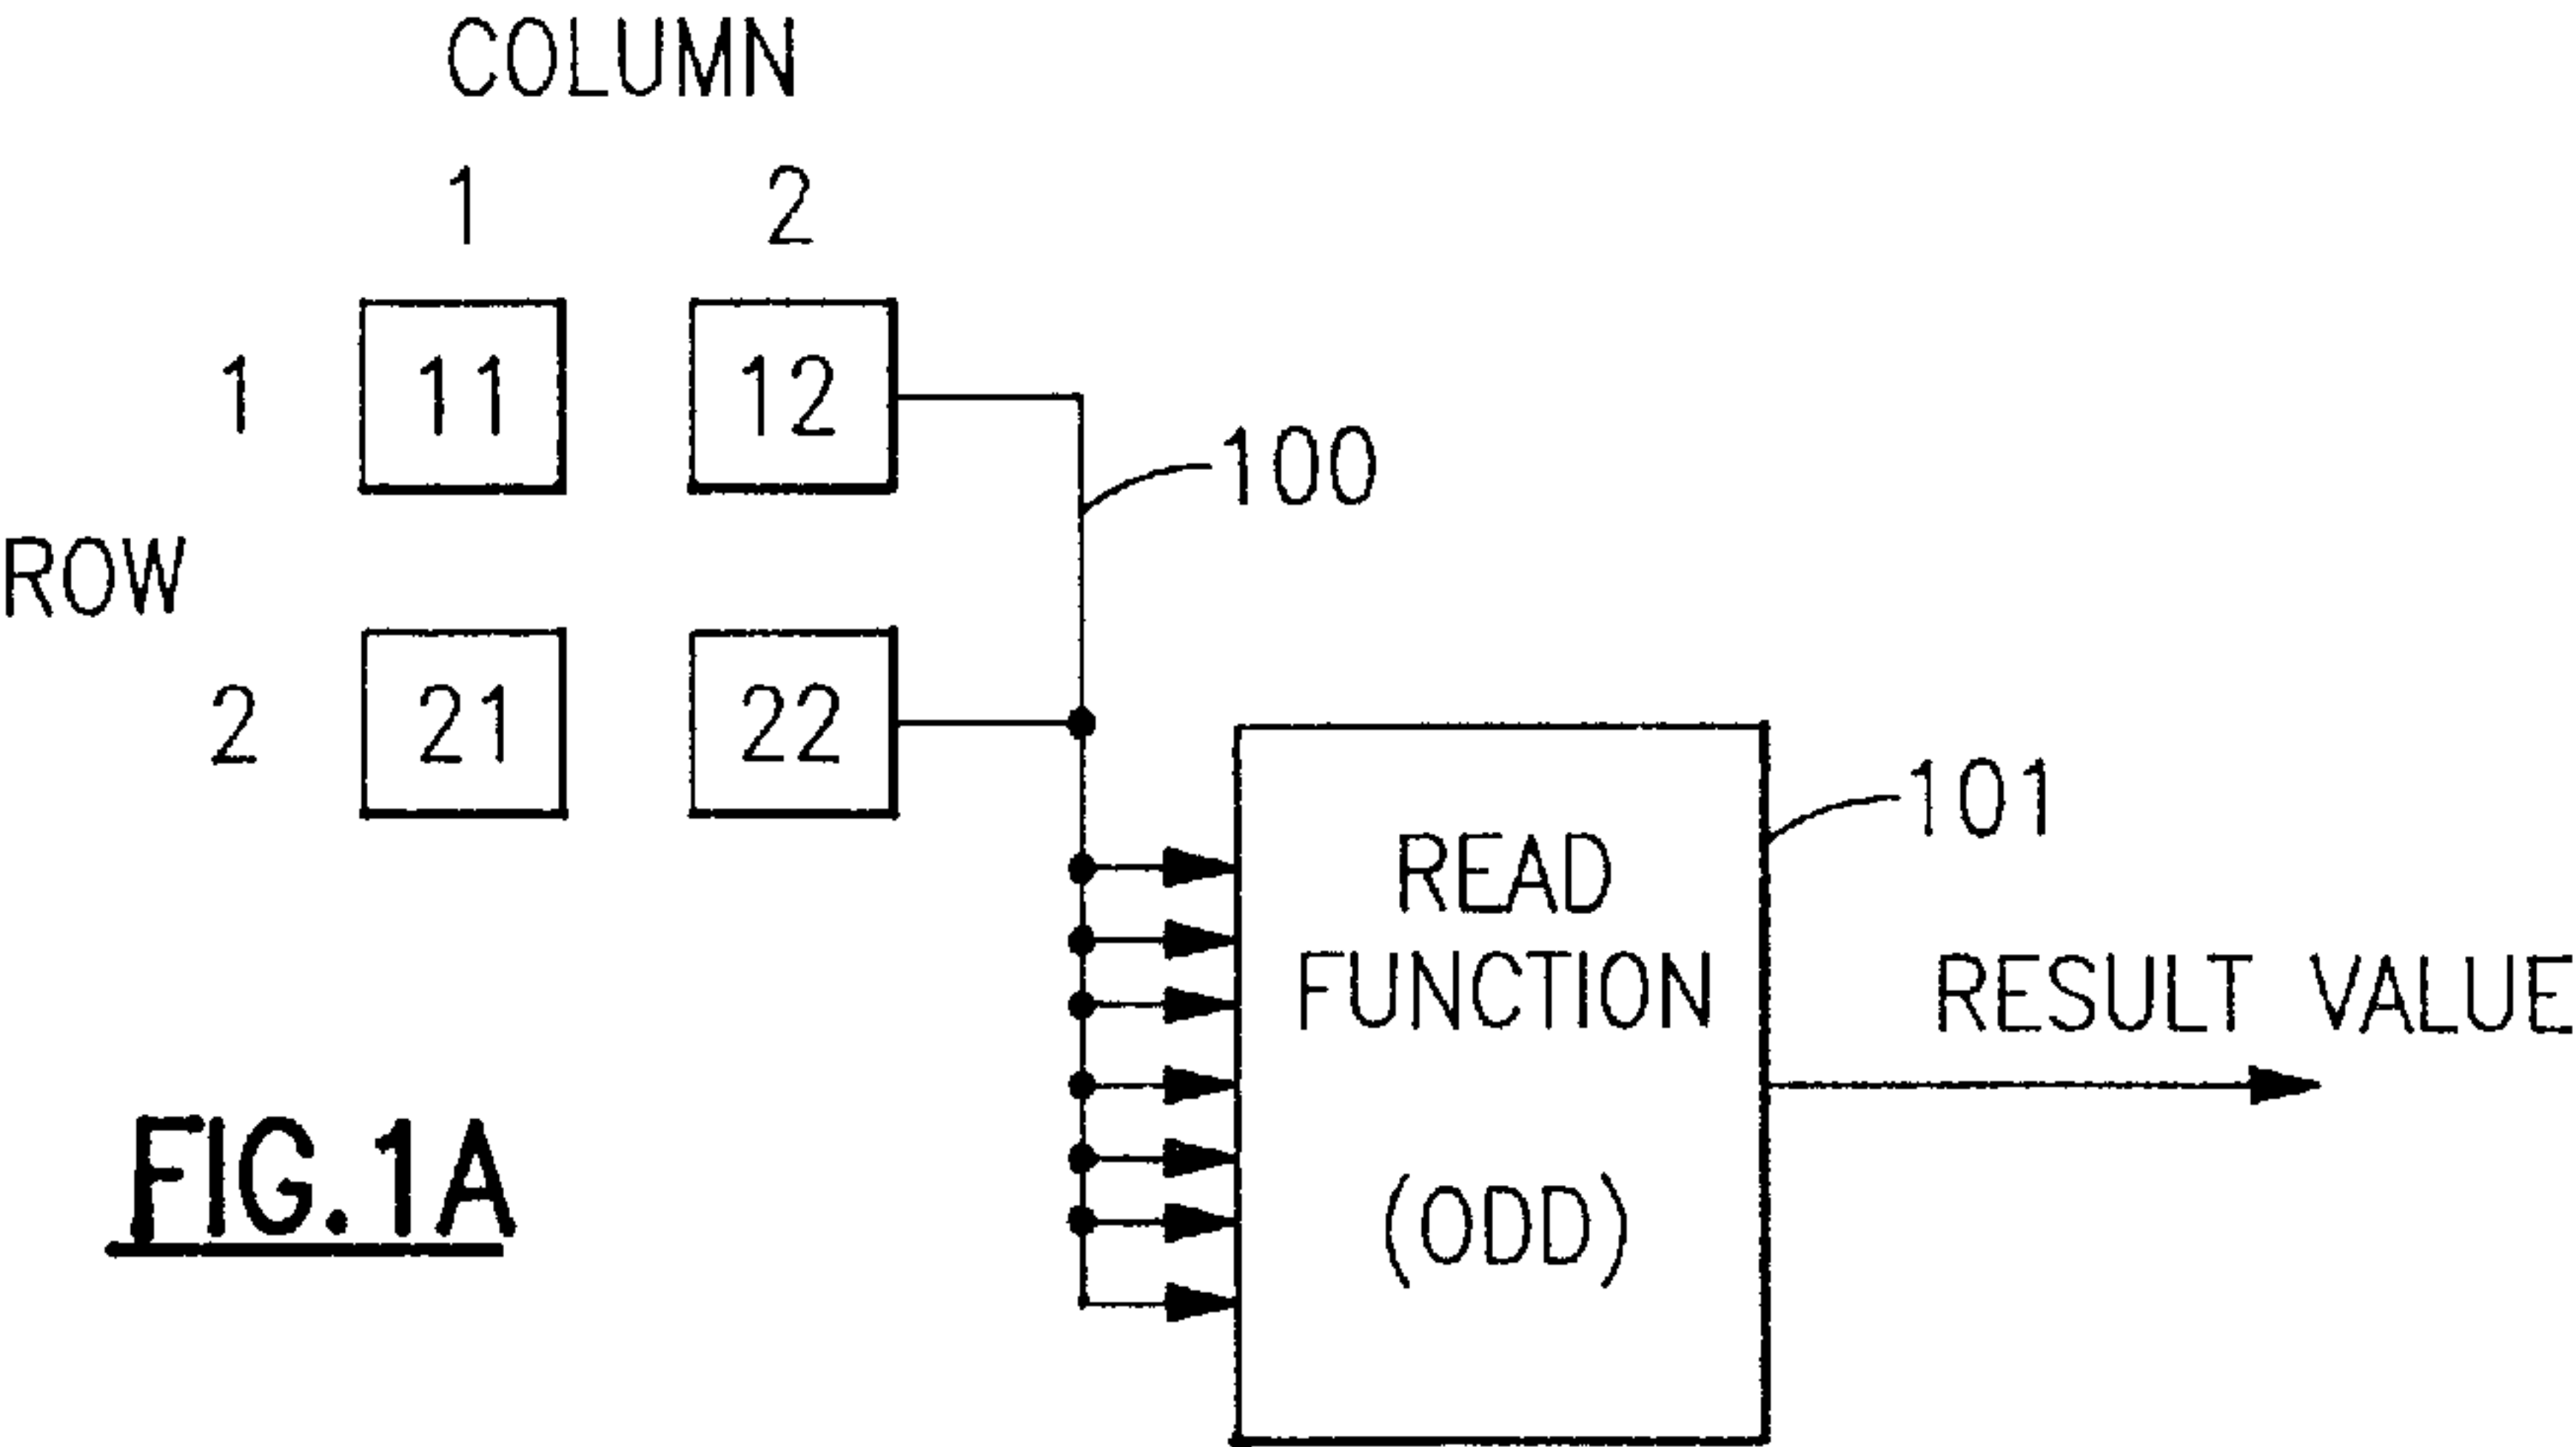 COLUMN
1 2
1 11 12
100
ROW
2 21 22
101
READ
FUNCTION
(ODD)
RESULT VALUE
FIG.1A